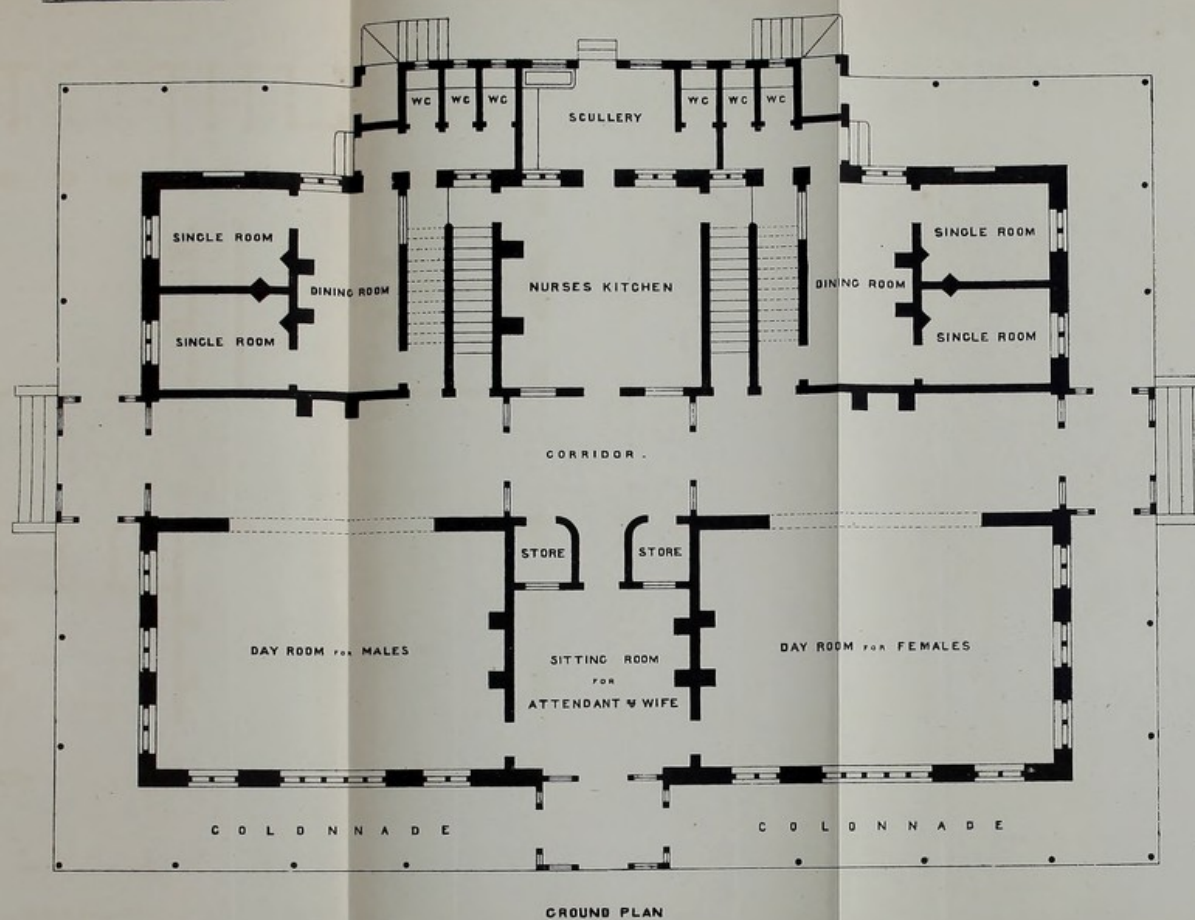 WC WC WC
SCULLERY
WC WC WC
SINGLE ROOM
DINING ROOM
NURSES KITCHEN
DINING ROOM
SINGLE ROOM
SINGLE ROOM
SINGLE ROOM
CORRIDOR.
STORE
STORE
DAY ROOM FOR MALES
SITTING ROOM
FOR
ATTENDANT & WIFE
DAY ROOM FOR FEMALES
COLONNADE
COLONNADE
GROUND PLAN